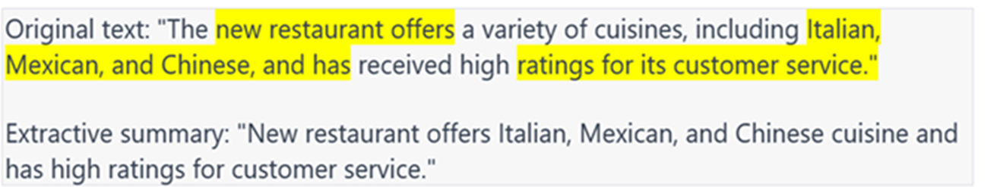 Original text: "The new restaurant offers a variety of cuisines, including Italian,
Mexican, and Chinese, and has received high ratings for its customer service."
Extractive summary: "New restaurant offers Italian, Mexican, and Chinese cuisine and
has high ratings for customer service."